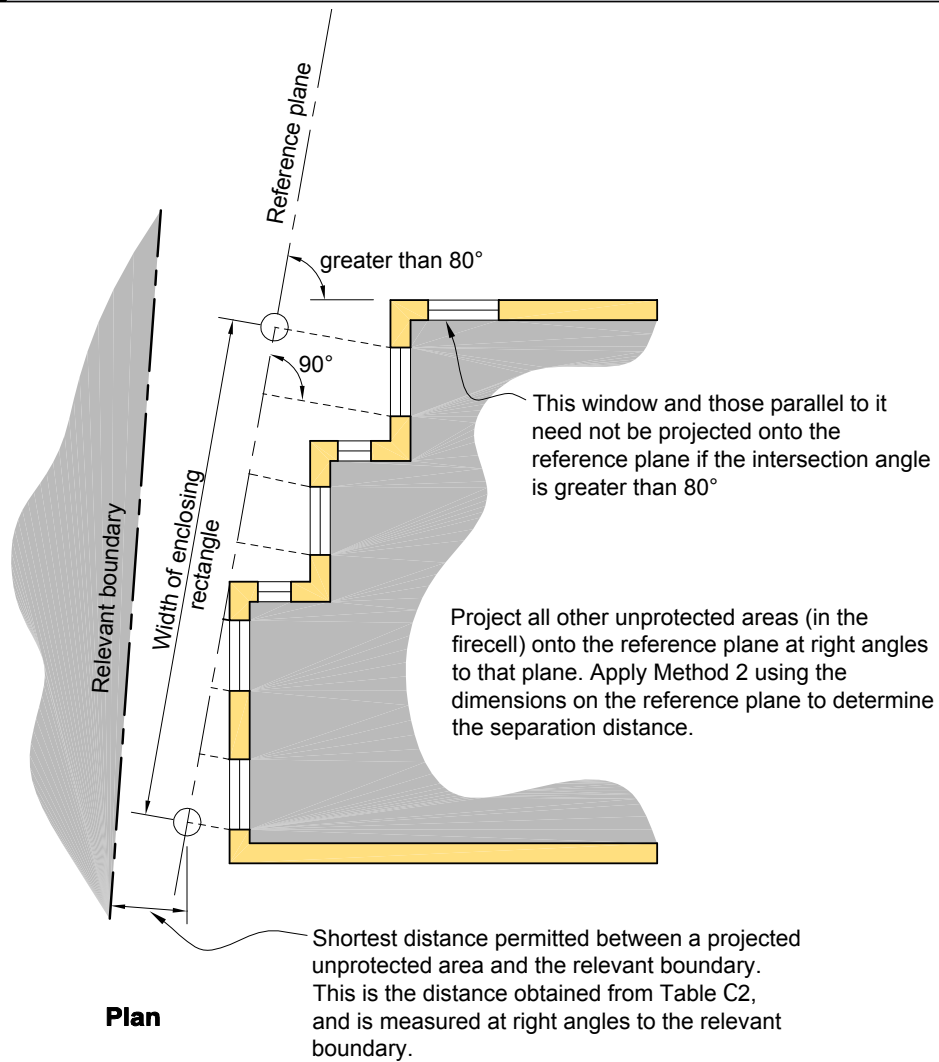 Reference plane
greater than 80°
90°
This window and those parallel to it
need not be projected onto the
reference plane if the intersection angle
is greater than 80°
Width of enclosing
rectangle
Relevant boundary
Project all other unprotected areas (in the
firecell) onto the reference plane at right angles
to that plane. Apply Method 2 using the
dimensions on the reference plane to determine
the separation distance.
Shortest distance permitted between a projected
unprotected area and the relevant boundary.
This is the distance obtained from Table C2,
and is measured at right angles to the relevant
boundary.
Plan